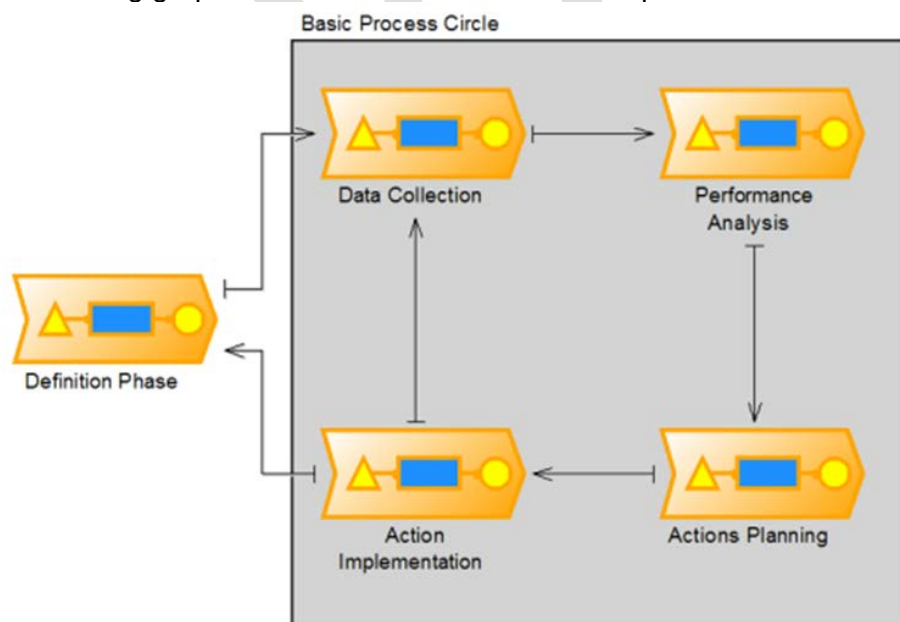 Basic Process Circle
Data Collection
Performance
Analysis
Definition Phase
Action
Implementation
Actions Planning